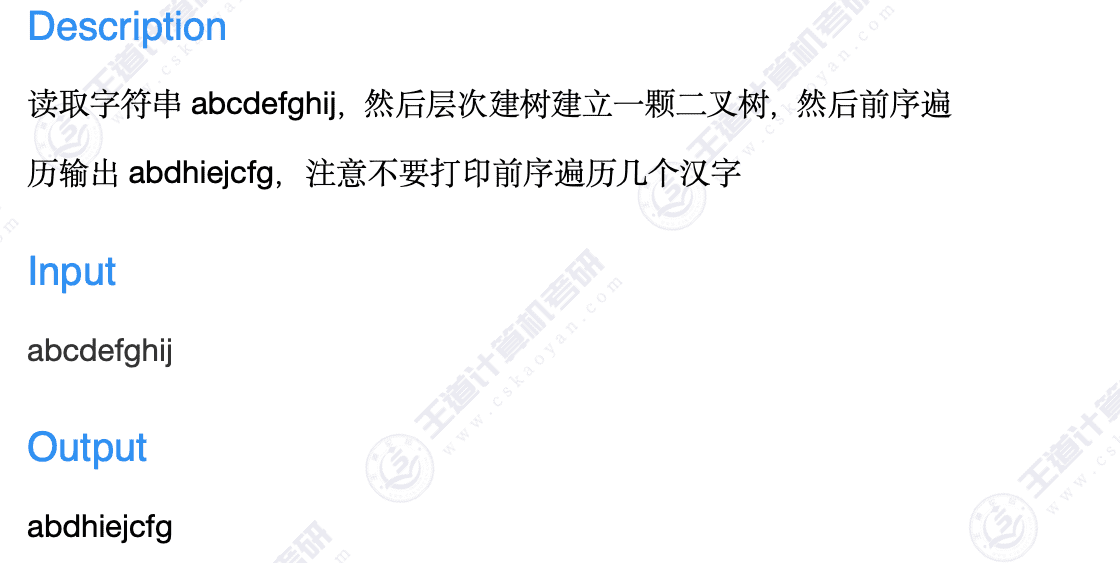 Description
读取字符串 abcdefghij，然后层次建树建立一颗二叉树，然后前序遍
历输出 abdhiejcfg，注意不要打印前序遍历几个汉字
Input
abcdefghij
王道计算机考研
www.cskaoyan.com
Output
abdhiejcfg